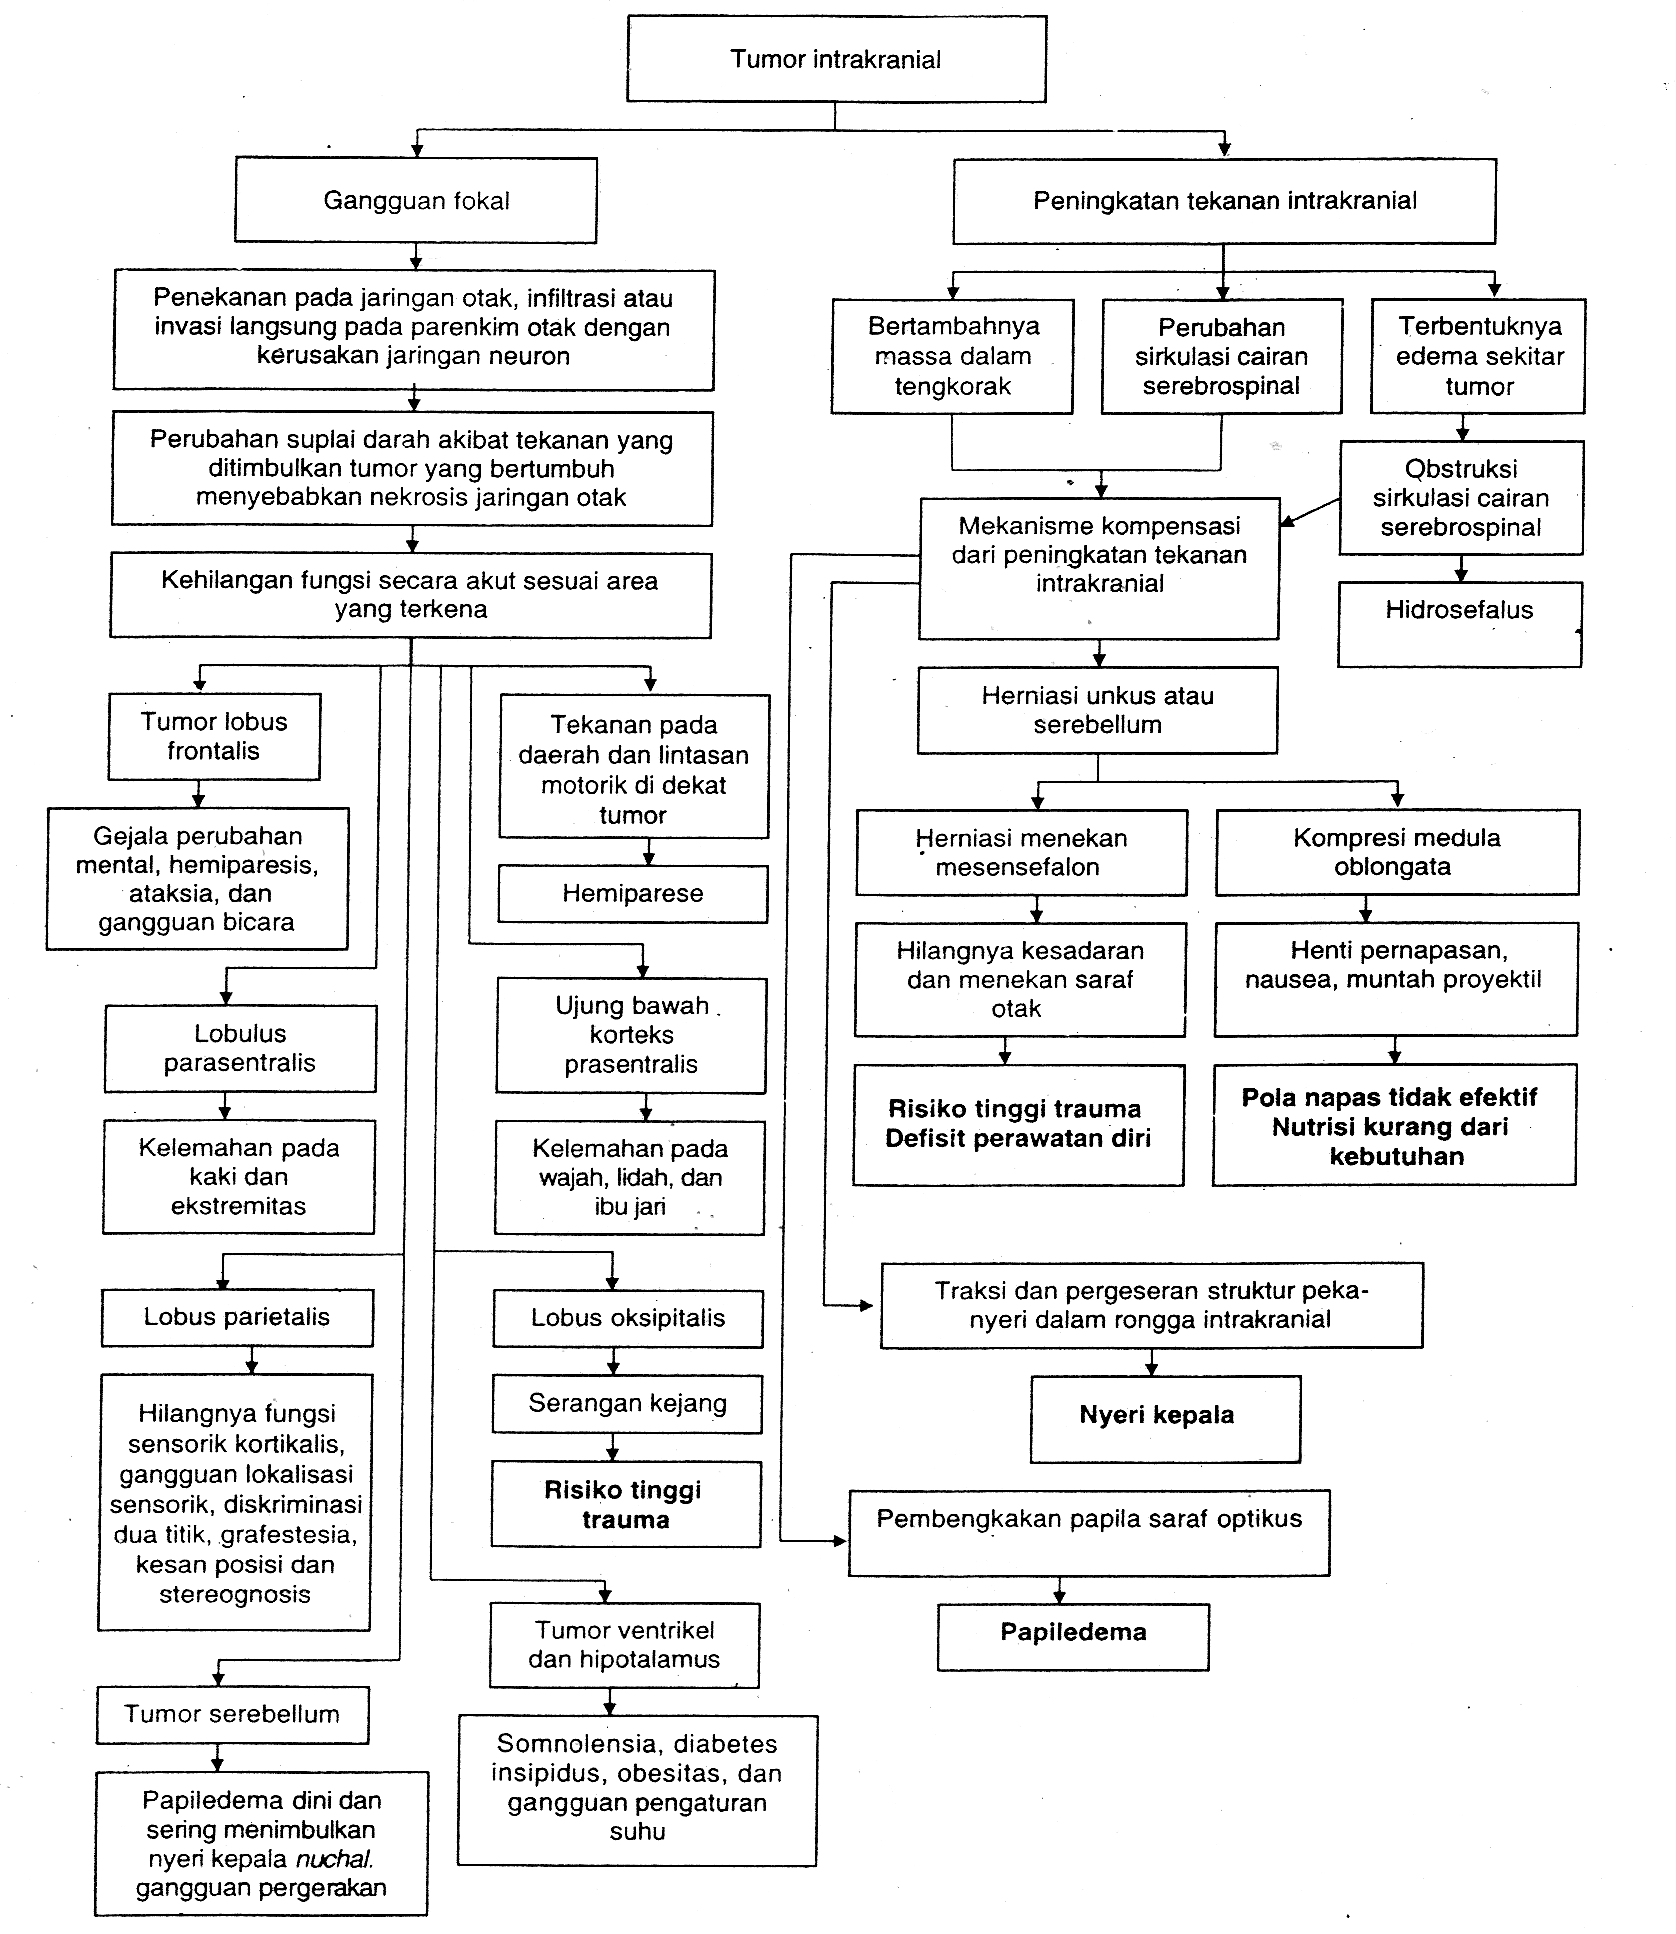 Tumor intrakranial
Gangguan fokal
Peningkatan tekanan intrakranial
Penekanan pada jaringan otak, infiltrasi atau
invasi langsung pada parenkim otak dengan
kerusakan jaringan neuron
Bertambahnya
massa dalam
tengkorak
Perubahan
sirkulasi cairan
serebrospinal
Terbentuknya
edema sekitar
tumor
Perubahan suplai darah akibat tekanan yang
ditimbulkan tumor yang bertumbuh
menyebabkan nekrosis jaringan otak
Obstruksi
sirkulasi cairan
serebrospinal
Mekanisme kompensasi
dari peningkatan tekanan
intrakranial
Kehilangan fungsi secara akut sesuai area
yang terkena
Hidrosefalus
Herniasi unkus atau
serebellum
Tumor lobus
frontalis
Tekanan pada
daerah dan lintasan
motorik di dekat
tumor
Gejala perubahan
mental, hemiparesis,
ataksia, dan
gangguan bicara
Hemiparese
Herniasi menekan
mesensefalon
Kompresi medula
oblongata
Hilangnya kesadaran
dan menekan saraf
otak
Henti pernapasan,
nausea, muntah proyektil
Lobulus
parasentralis
Ujung bawah
korteks
prasentralis
Risiko tinggi trauma
Defisit perawatan diri
Pola napas tidak efektif
Nutrisi kurang dari
kebutuhan
Kelemahan pada
kaki dan
ekstremitas
Kelemahan pada
wajah, lidah, dan
ibu jari
Lobus parietalis
Lobus oksipitalis
Traksi dan pergeseran struktur peka-
nyeri dalam rongga intrakranial
Hilangnya fungsi
sensorik kortikalis,
gangguan lokalisasi
sensorik, diskriminasi
dua titik, grafestesia,
kesan posisi dan
stereognosis
Serangan kejang
Nyeri kepala
Risiko tinggi
trauma
Pembengkakan papila saraf optikus
Papiledema
Tumor ventrikel
dan hipotalamus
Tumor serebellum
Somnolensia, diabetes
insipidus, obesitas, dan
gangguan pengaturan
suhu
Papiledema dini dan
sering menimbulkan
nyeri kepala nuchal.
gangguan pergerakan